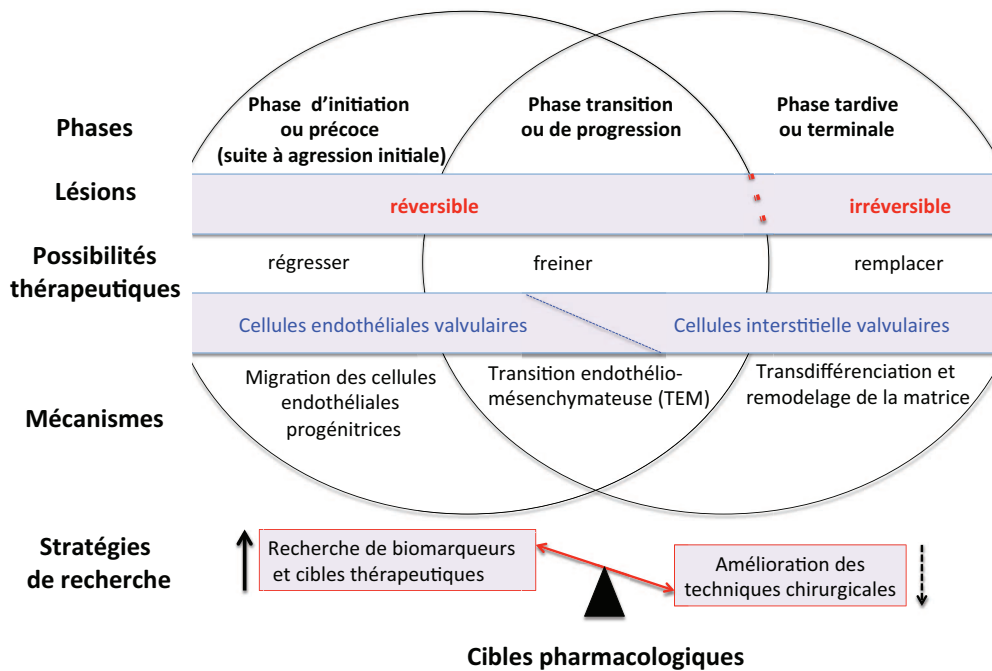 Phases
Phase d'initiation
ou précoce
(suite à agression initiale)
Phase transition
ou de progression
Phase tardive
ou terminale
Lésions
réversible
irréversible
Possibilités
thérapeutiques
régresser
freiner
remplacer
Cellules endothéliales valvulaires
Cellules interstitielle valvulaires
Mécanismes
Migration des cellules
endothéliales
progénitrices
Transition endothélio-
mésenchymateuse (TEM)
Transdifférenciation et
remodelage de la matrice
Stratégies
de recherche
Recherche de biomarqueurs
et cibles thérapeutiques
Amélioration des
techniques chirurgicales
Cibles pharmacologiques